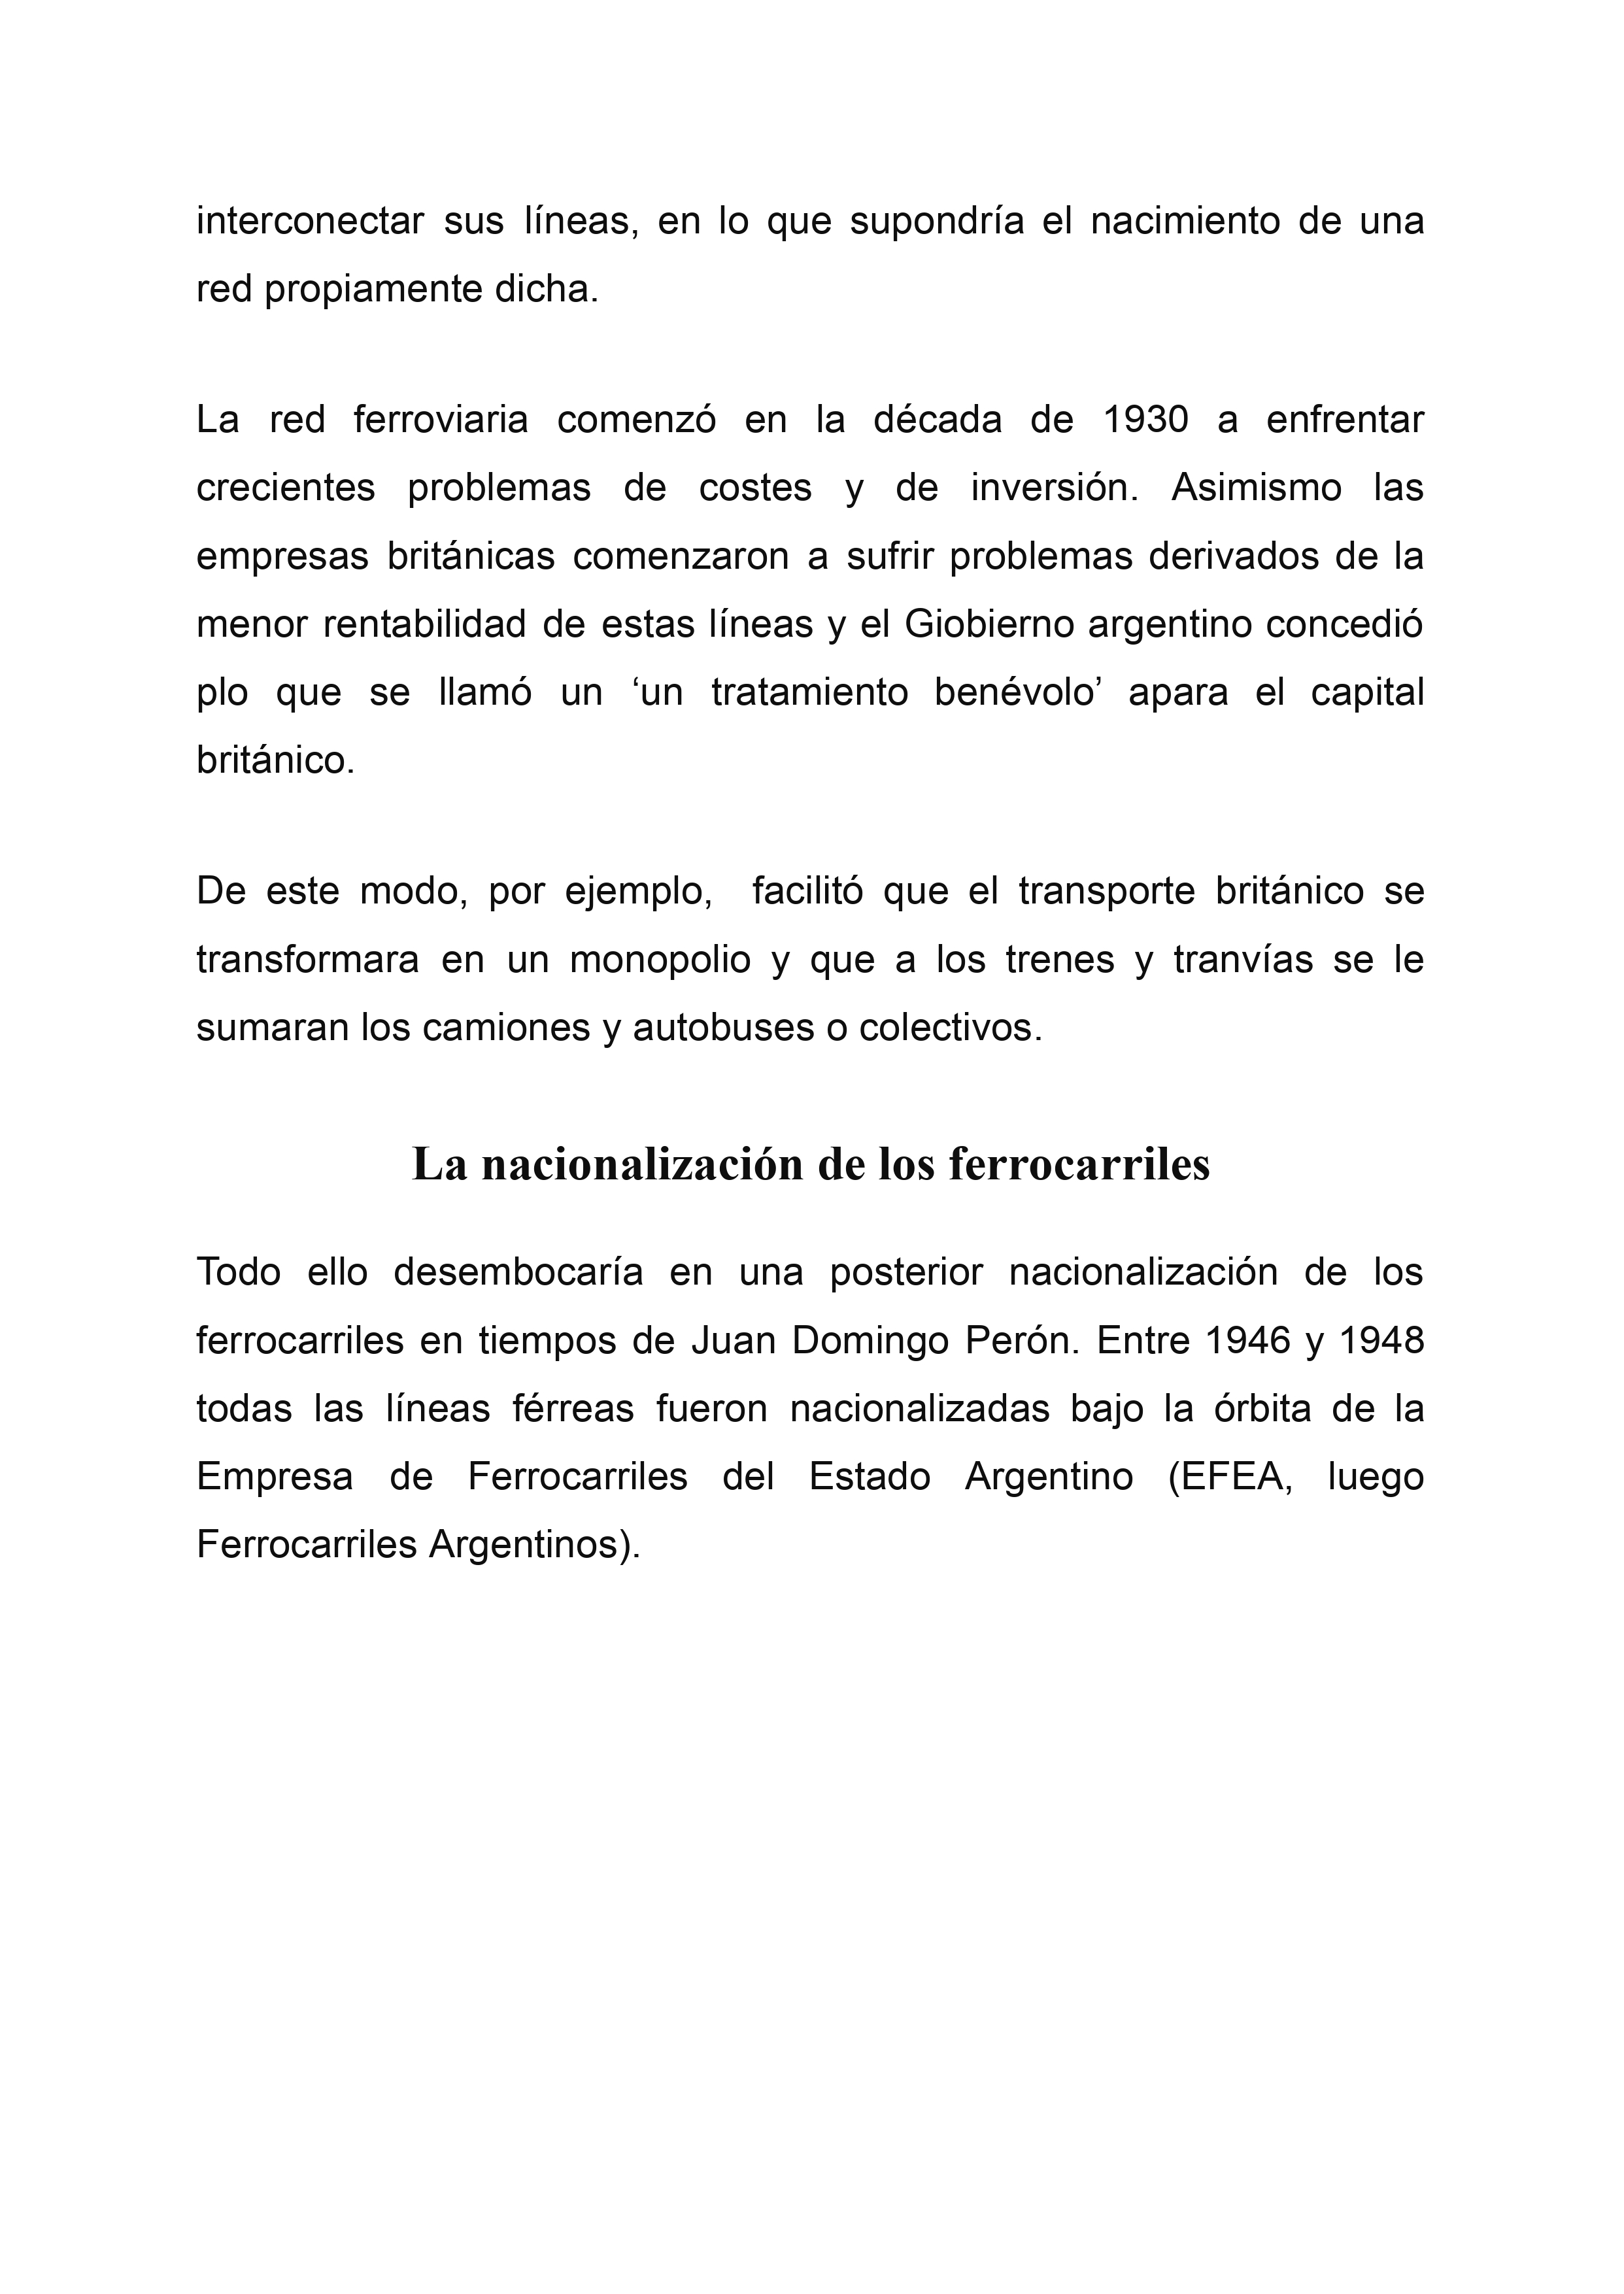 interconectar sus líneas, en lo que supondría el nacimiento de una
red propiamente dicha.
La red ferroviaria comenzó en la década de 1930 a enfrentar
crecientes problemas de costes y de inversión. Asimismo las
empresas británicas comenzaron a sufrir problemas derivados de la
menor rentabilidad de estas líneas y el Giobierno argentino concedió
plo que se llamó un ‘un tratamiento benévolo’ apara el capital
británico.
De este modo, por ejemplo,  facilitó que el transporte británico se
transformara en un monopolio y que a los trenes y tranvías se le
sumaran los camiones y autobuses o colectivos.
La nacionalización de los ferrocarriles
Todo ello desembocaría en una posterior nacionalización de los
ferrocarriles en tiempos de Juan Domingo Perón. Entre 1946 y 1948
todas las líneas férreas fueron nacionalizadas bajo la órbita de la
Empresa de Ferrocarriles del Estado Argentino (EFEA, luego
Ferrocarriles Argentinos).